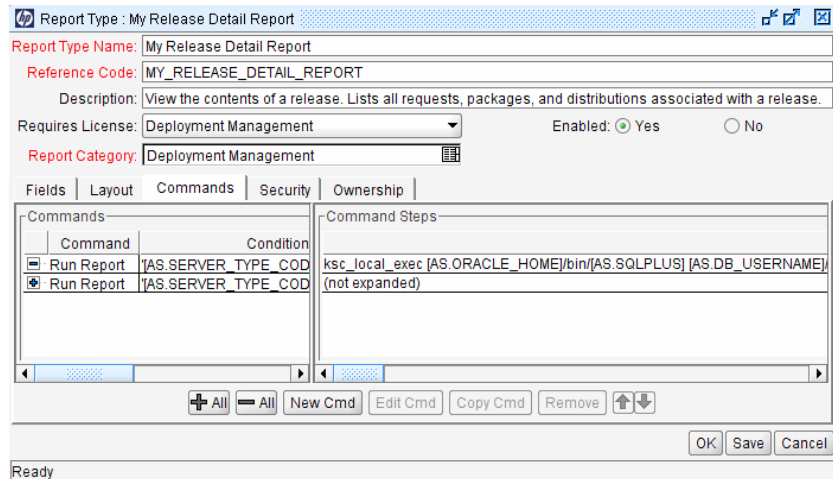 hp Report Type : My Release Detail Report
Report Type Name: My Release Detail Report
Reference Code: MY_RELEASE_DETAIL_REPORT
Description: View the contents of a release. Lists all requests, packages, and distributions associated with a release.
Requires License: Deployment Management Enabled: Yes No
Report Category: Deployment Management
Fields Layout Commands Security Ownership
Commands Command Steps
Command Condition
Run Report '[AS.SERVER_TYPE_COD ksc_local_exec [AS.ORACLE_HOME]/bin/[AS.SQLPLUS] [AS.DB_USERNAME]/
Run Report '[AS.SERVER_TYPE_COD (not expanded)
All All New Cmd Edit Cmd Copy Cmd Remove
OK Save Cancel
Ready